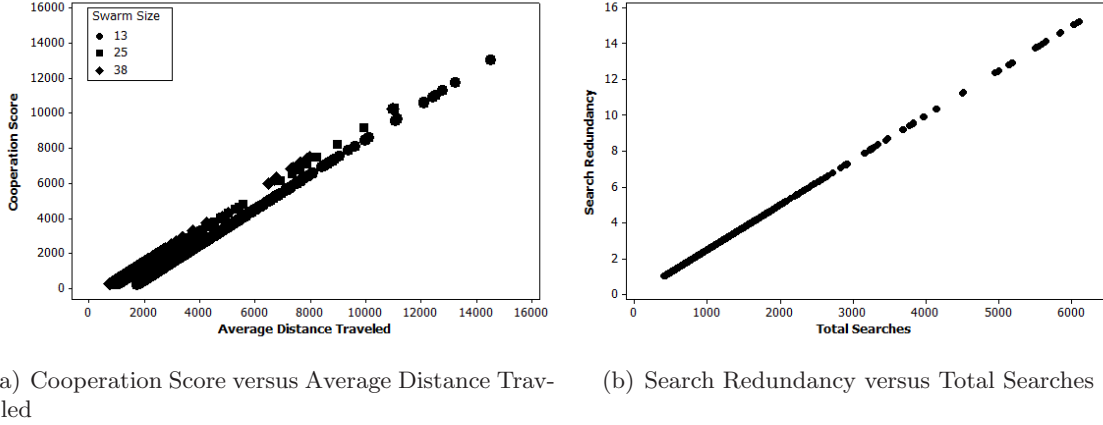 16000
14000
12000
10000
8000
6000
4000
2000
0
Cooperation Score
Swarm Size
13
25
38
0 2000 4000 6000 8000 10000 12000 14000 16000
Average Distance Traveled
16
14
12
10
8
6
4
2
0
Search Redundancy
0 1000 2000 3000 4000 5000 6000
Total Searches
a) Cooperation Score versus Average Distance Trav-
led
(b) Search Redundancy versus Total Searches